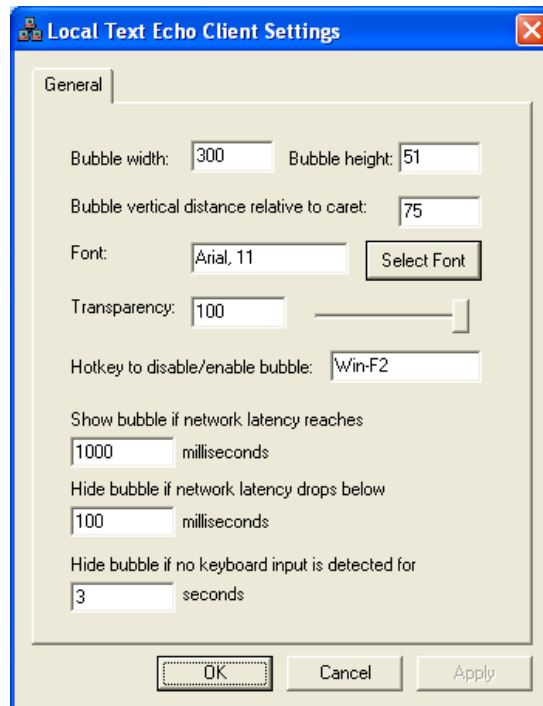 Local Text Echo Client Settings
General
Bubble width: 300 Bubble height: 51
Bubble vertical distance relative to caret: 75
Font: Arial, 11 Select Font
Transparency: 100
Hotkey to disable/enable bubble: Win-F2
Show bubble if network latency reaches
1000 milliseconds
Hide bubble if network latency drops below
100 milliseconds
Hide bubble if no keyboard input is detected for
3 seconds
OK Cancel Apply